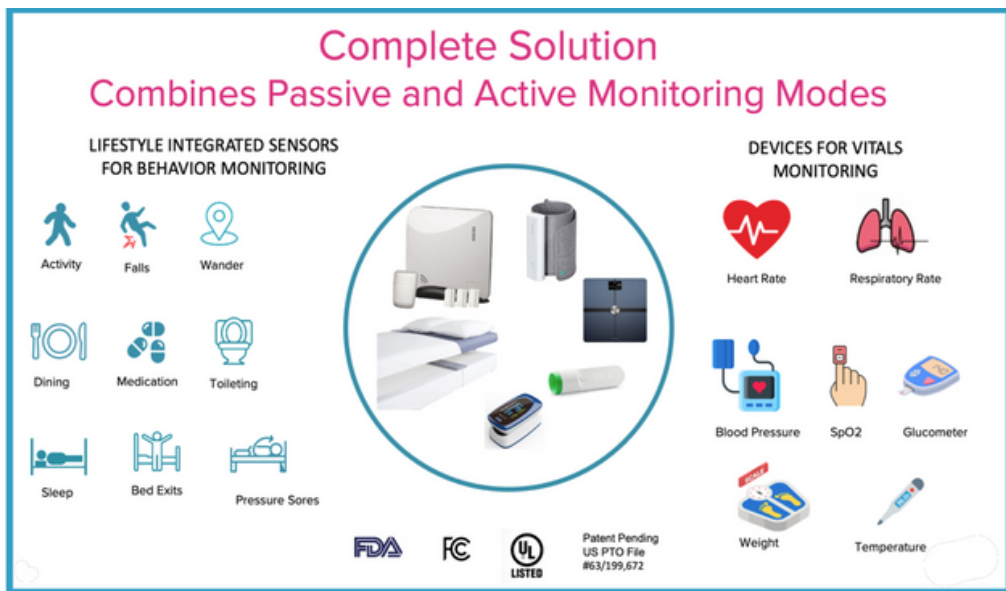 Complete Solution
Combines Passive and Active Monitoring Modes
LIFESTYLE INTEGRATED SENSORS
FOR BEHAVIOR MONITORING
Activity
Falls
Wander
Dining
Medication
Toileting
Sleep
Bed Exits
Pressure Sores
DEVICES FOR VITALS
MONITORING
Heart Rate
Respiratory Rate
Blood Pressure
SpO2
Glucometer
SCALE
Weight
Temperature
FDA
FC
UL
LISTED
Patent Pending
US PTO File
#63/199,672